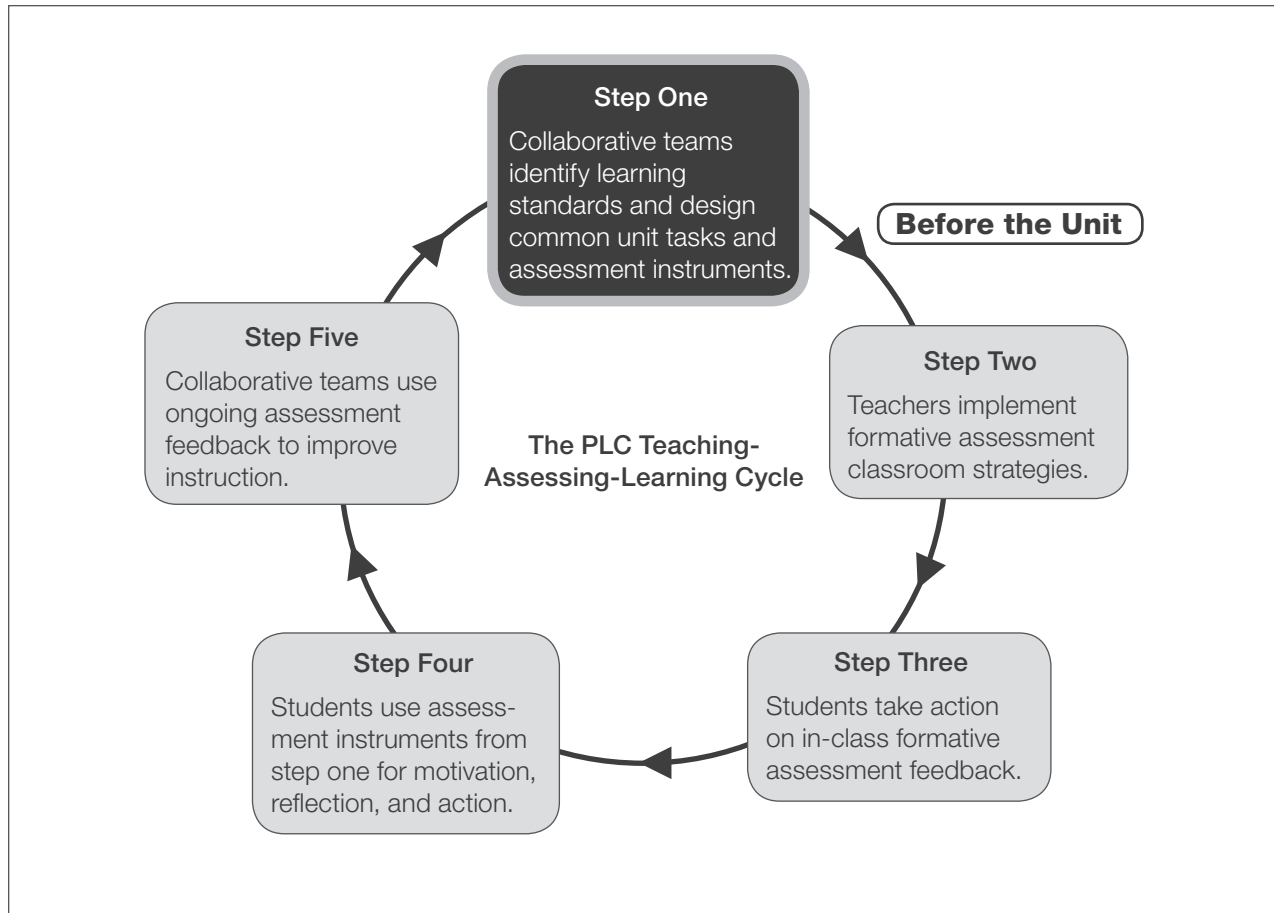 Step One
Collaborative teams
identify learning
standards and design
common unit tasks and
assessment instruments.
Before the Unit
Step Two
Teachers implement
formative assessment
classroom strategies.
Step Three
Students take action
on in-class formative
assessment feedback.
Step Four
Students use assess-
ment instruments from
step one for motivation,
reflection, and action.
Step Five
Collaborative teams use
ongoing assessment
feedback to improve
instruction.
The PLC Teaching-
Assessing-Learning Cycle